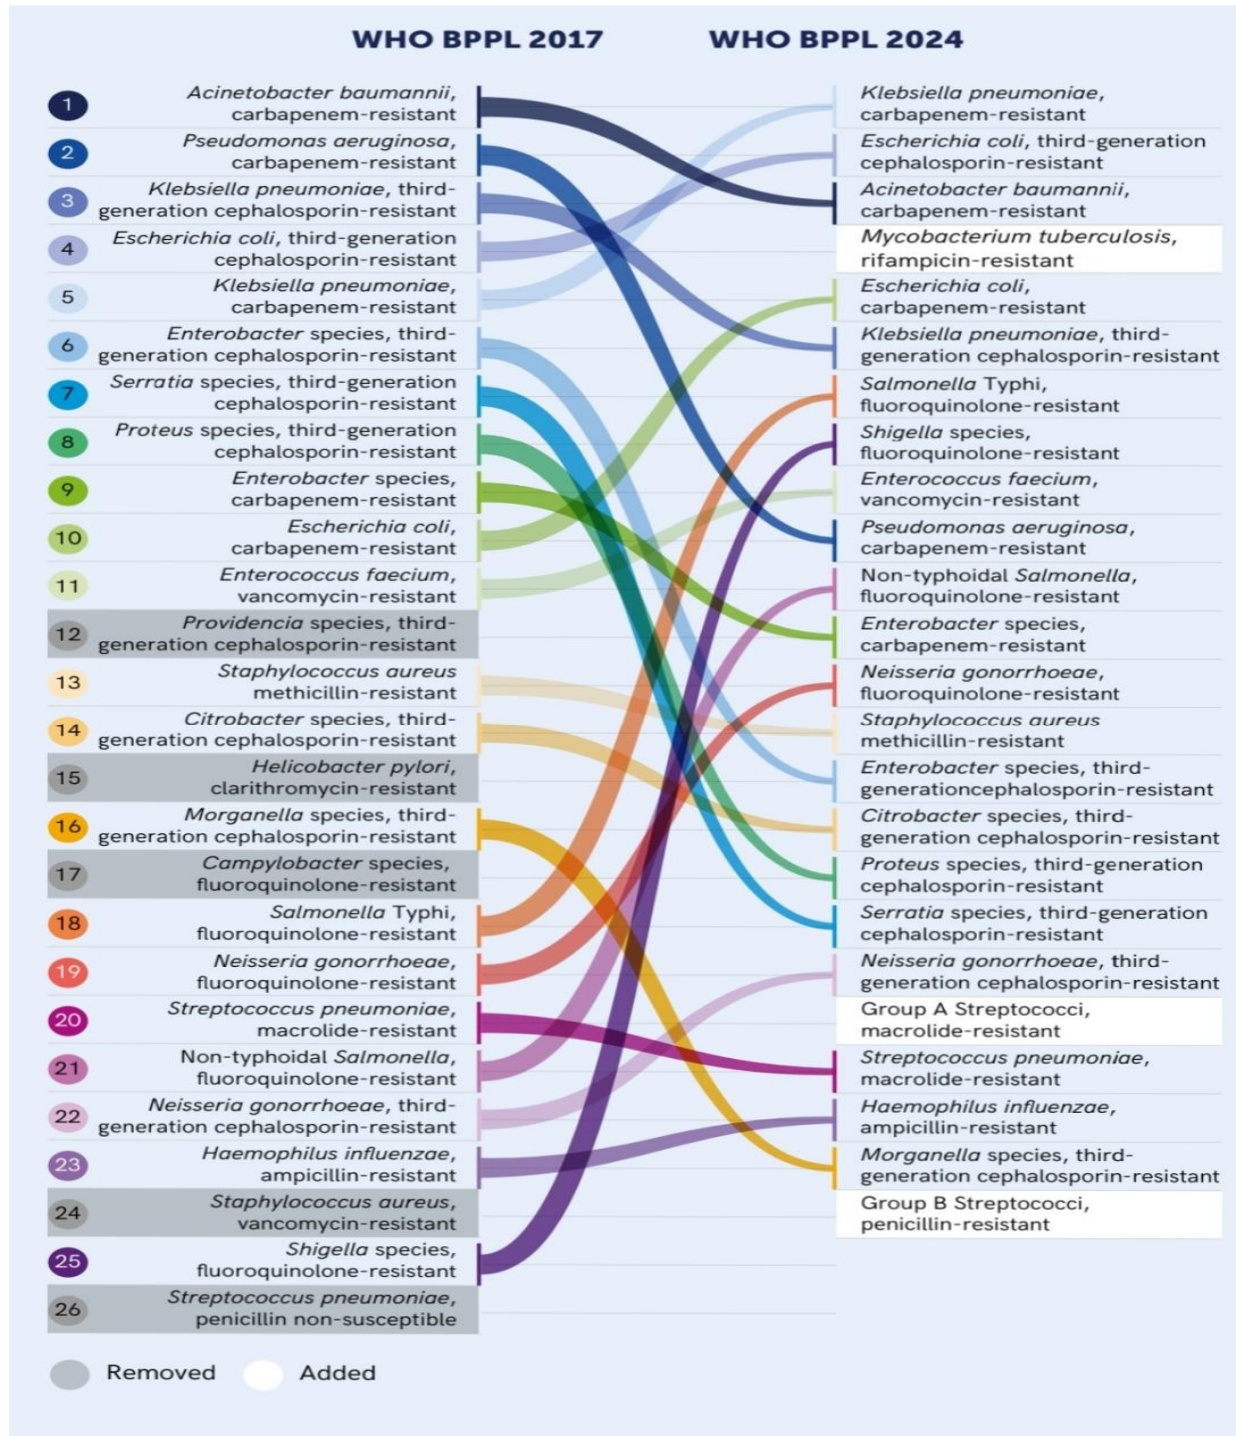 WHO BPPL 2017
WHO BPPL 2024
1
Acinetobacter baumannii,
carbapenem-resistant
2
Pseudomonas aeruginosa,
carbapenem-resistant
3
Klebsiella pneumoniae, third-
generation cephalosporin-resistant
4
Escherichia coli, third-generation
cephalosporin-resistant
5
Klebsiella pneumoniae,
carbapenem-resistant
6
Enterobacter species, third-
generation cephalosporin-resistant
7
Serratia species, third-generation
cephalosporin-resistant
8
Proteus species, third-generation
cephalosporin-resistant
9
Enterobacter species,
carbapenem-resistant
10
Escherichia coli,
carbapenem-resistant
11
Enterococcus faecium,
vancomycin-resistant
12
Providencia species, third-
generation cephalosporin-resistant
13
Staphylococcus aureus
methicillin-resistant
14
Citrobacter species, third-
generation cephalosporin-resistant
15
Helicobacter pylori,
clarithromycin-resistant
16
Morganella species, third-
generation cephalosporin-resistant
17
Campylobacter species,
fluoroquinolone-resistant
18
Salmonella Typhi,
fluoroquinolone-resistant
19
Neisseria gonorrhoeae,
fluoroquinolone-resistant
20
Streptococcus pneumoniae,
macrolide-resistant
21
Non-typhoidal Salmonella,
fluoroquinolone-resistant
22
Neisseria gonorrhoeae, third-
generation cephalosporin-resistant
23
Haemophilus influenzae,
ampicillin-resistant
24
Staphylococcus aureus,
vancomycin-resistant
25
Shigella species,
fluoroquinolone-resistant
26
Streptococcus pneumoniae,
penicillin non-susceptible
Klebsiella pneumoniae,
carbapenem-resistant
Escherichia coli, third-generation
cephalosporin-resistant
Acinetobacter baumannii,
carbapenem-resistant
Mycobacterium tuberculosis,
rifampicin-resistant
Escherichia coli,
carbapenem-resistant
Klebsiella pneumoniae, third-
generation cephalosporin-resistant
Salmonella Typhi,
fluoroquinolone-resistant
Shigella species,
fluoroquinolone-resistant
Enterococcus faecium,
vancomycin-resistant
Pseudomonas aeruginosa,
carbapenem-resistant
Non-typhoidal Salmonella,
fluoroquinolone-resistant
Enterobacter species,
carbapenem-resistant
Neisseria gonorrhoeae,
fluoroquinolone-resistant
Staphylococcus aureus
methicillin-resistant
Enterobacter species, third-
generationcephalosporin-resistant
Citrobacter species, third-
generation cephalosporin-resistant
Proteus species, third-generation
cephalosporin-resistant
Serratia species, third-generation
cephalosporin-resistant
Neisseria gonorrhoeae, third-
generation cephalosporin-resistant
Group A Streptococci,
macrolide-resistant
Streptococcus pneumoniae,
macrolide-resistant
Haemophilus influenzae,
ampicillin-resistant
Morganella species, third-
generation cephalosporin-resistant
Group B Streptococci,
penicillin-resistant
Removed
Added